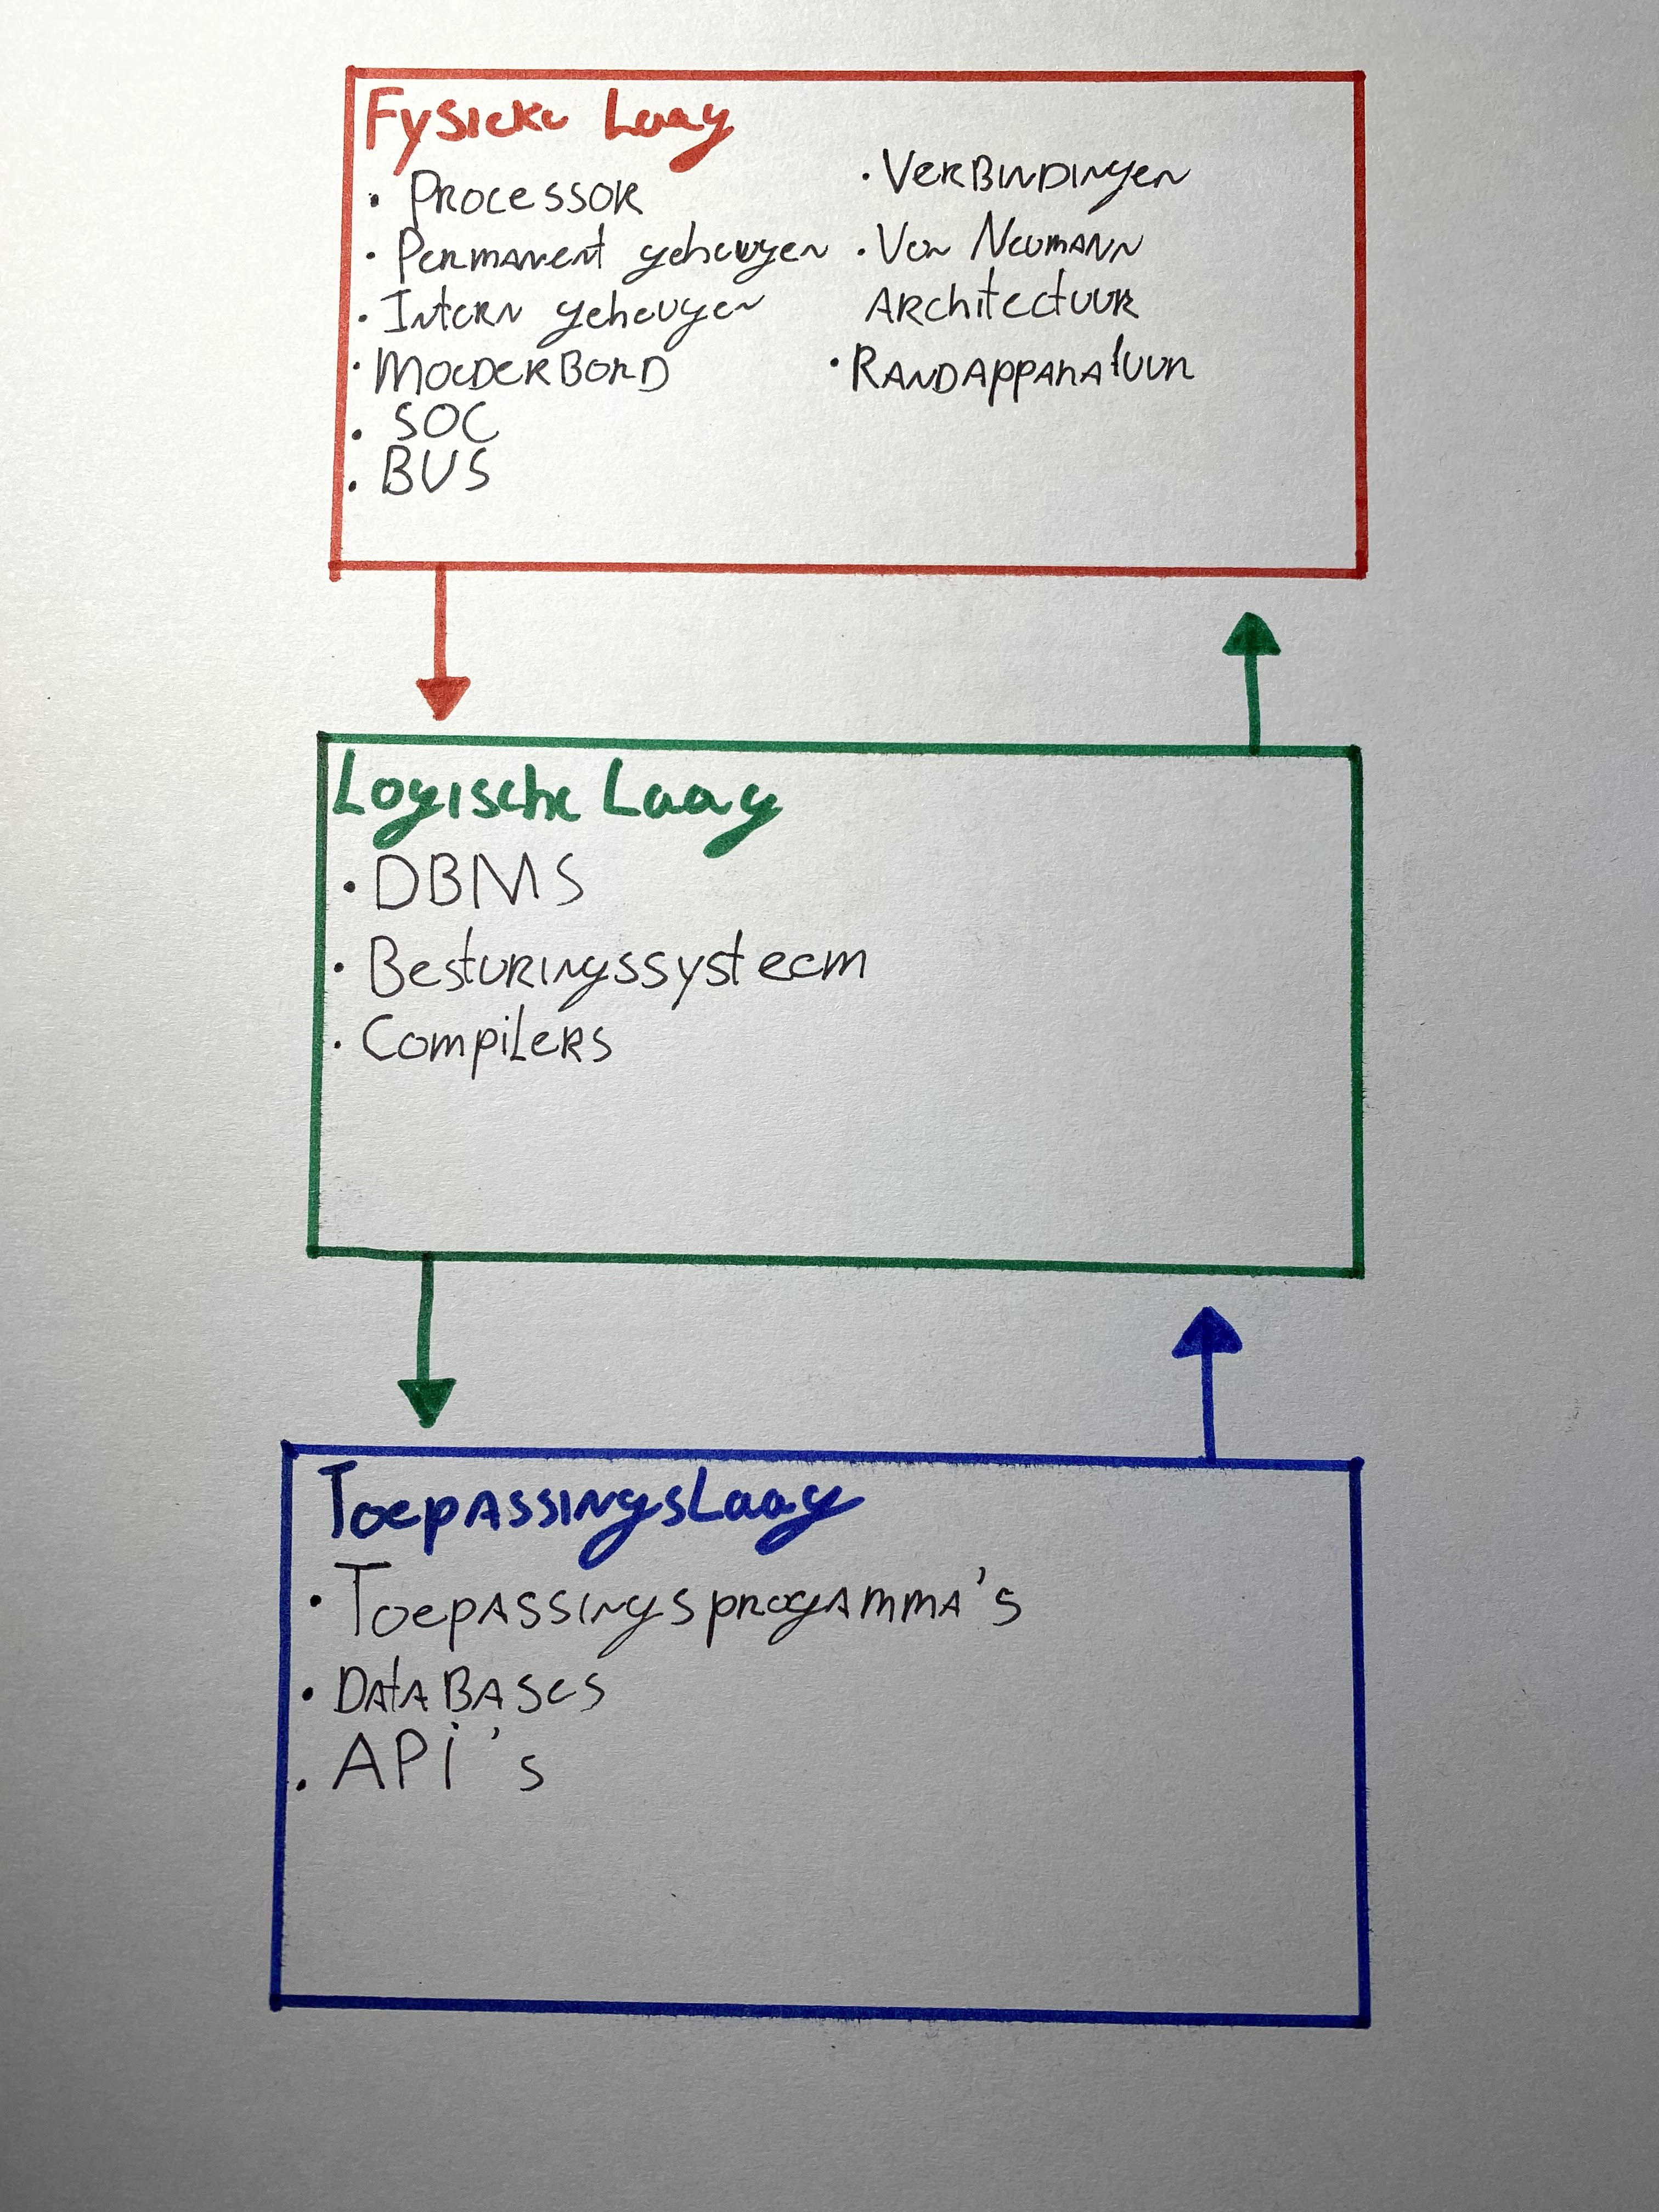 Fysieke Laag
• Processor
• Permanent geheugen
• Intern geheugen
• Moederbord
• SOC
• BUS
• Verbindingen
• Von Neumann
Architectuur
• Randapparatuur
Logische Laag
• DBMS
• Besturingssysteem
• Compilers
Toepassingslaag
• Toepassingsprogamma's
• Databases
• API's